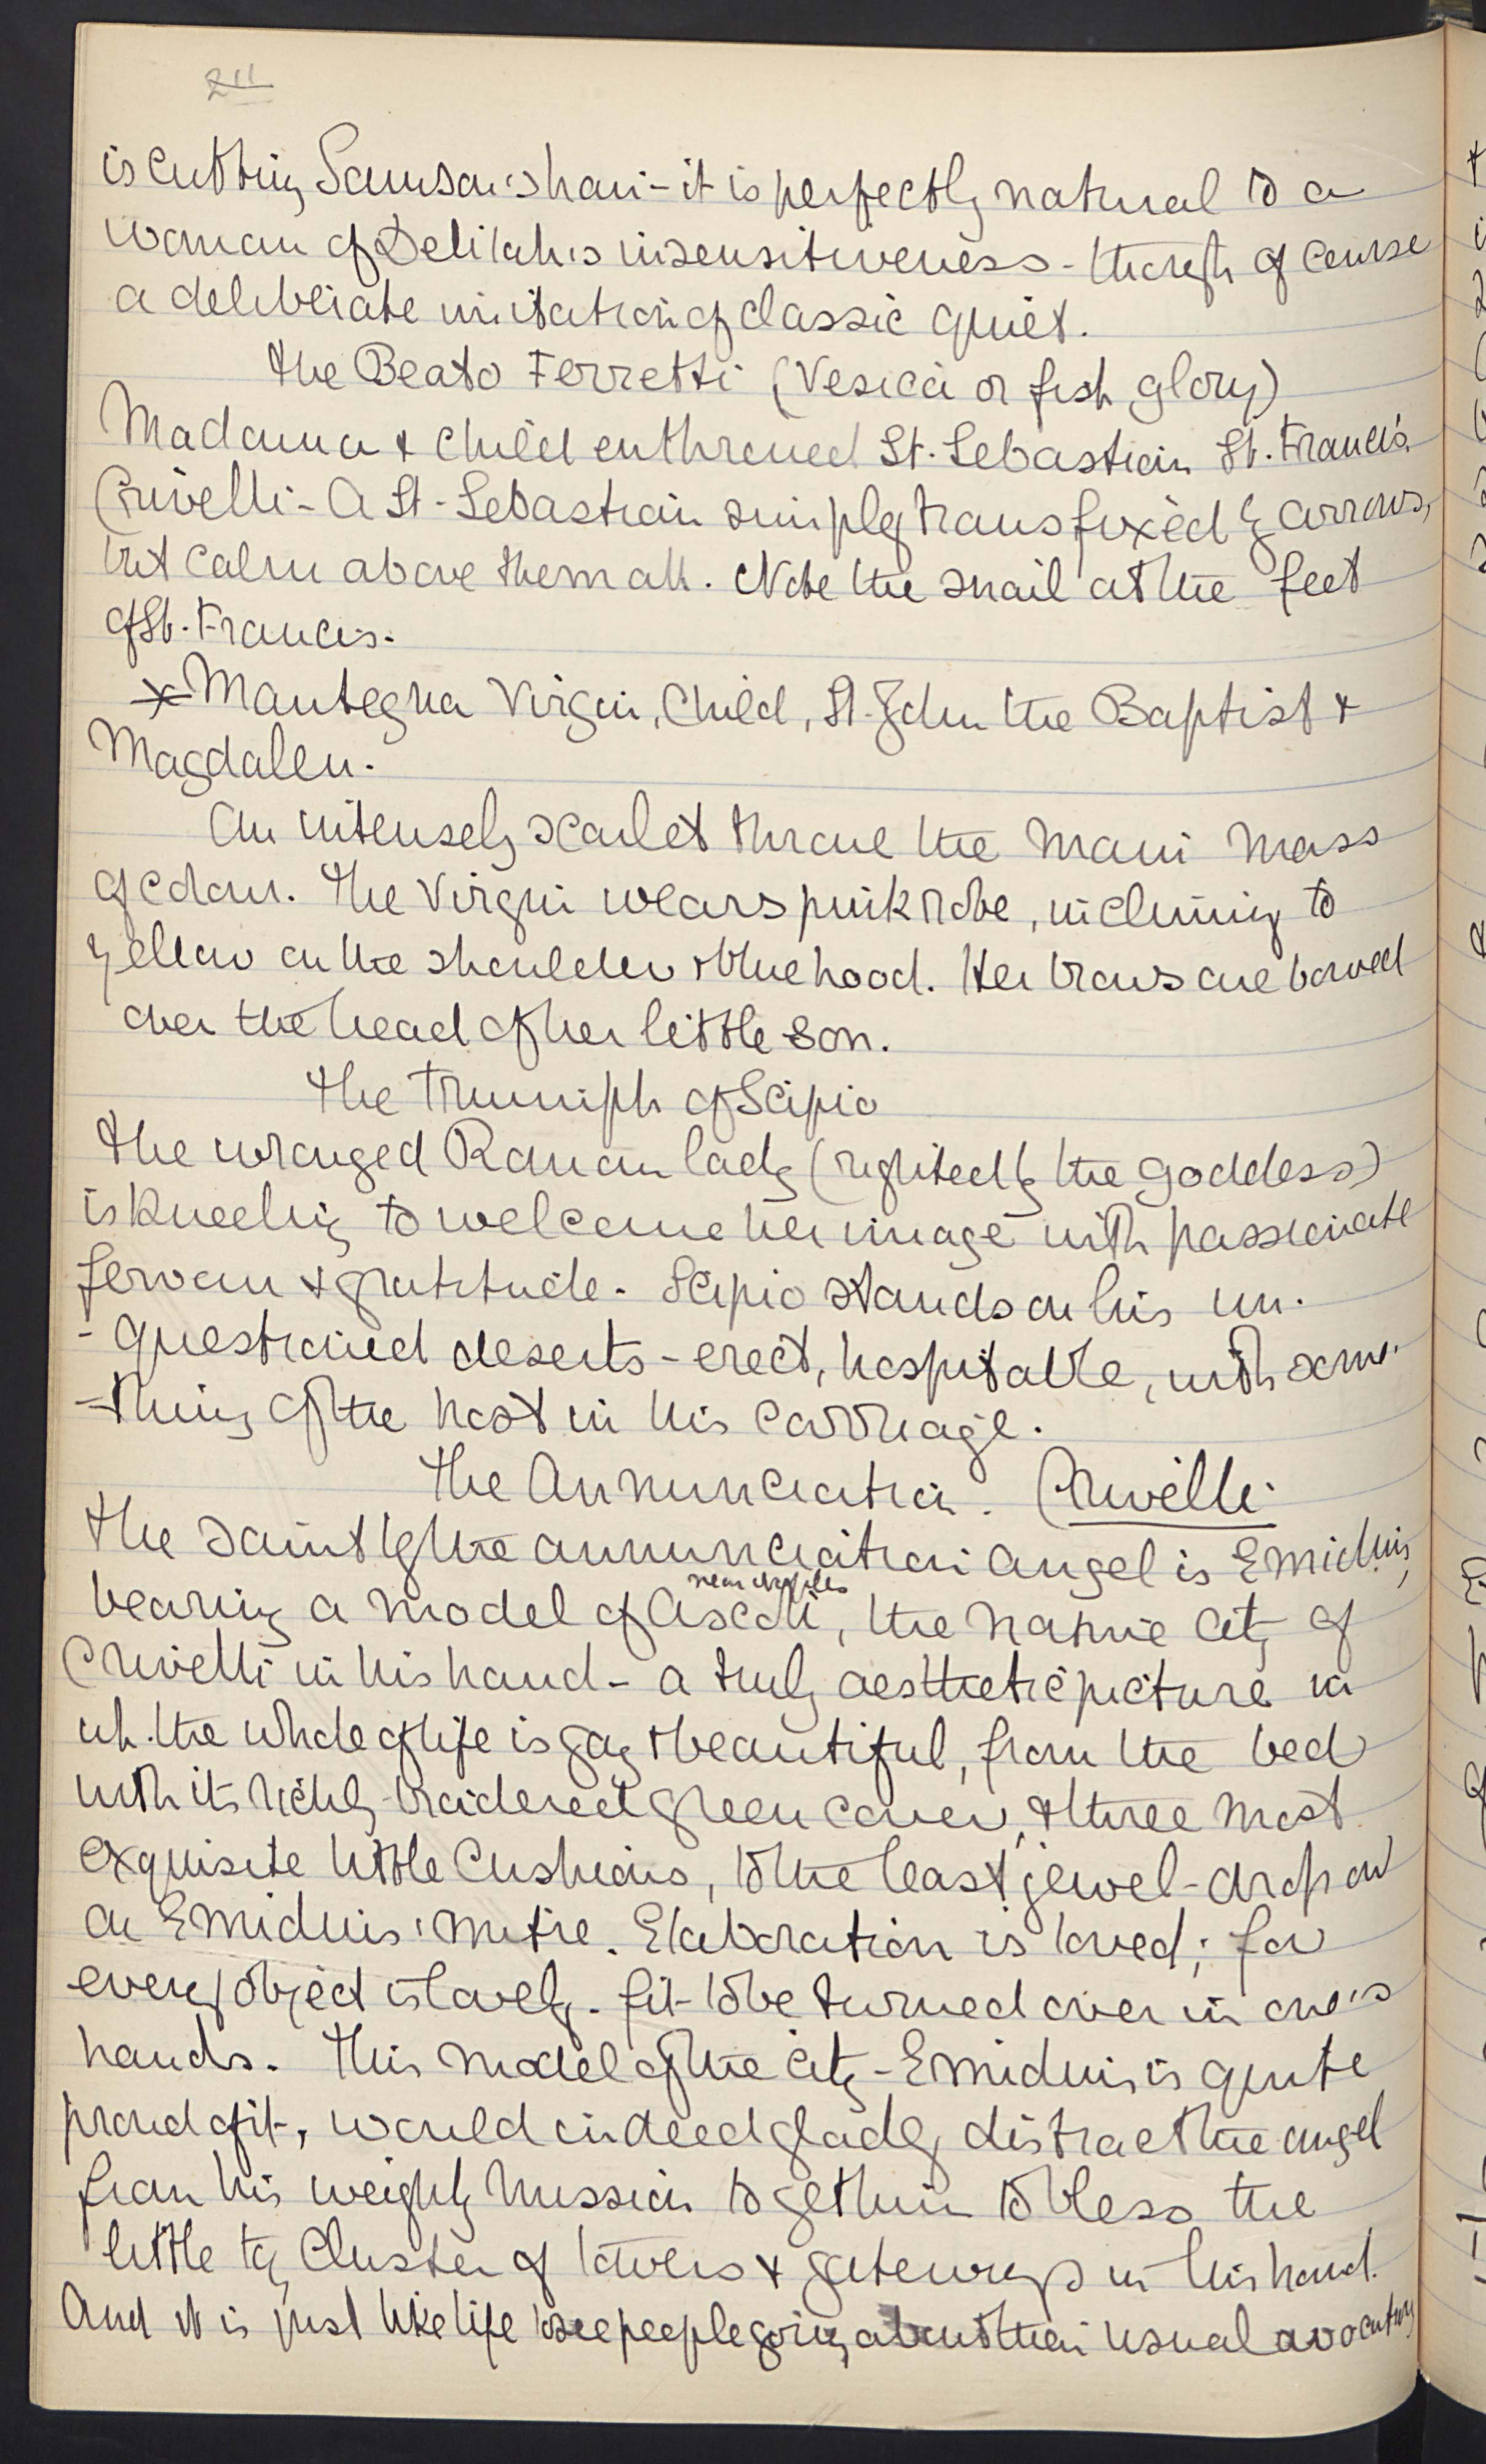 211
is cutting Samson's hair - it is perfectly natural to a
woman of Delilah's insensitiveness - though of course
a deliberate imitation of classic quiet.
The Beato Ferretti (Vesica or fish glory)
Madonna & Child enthroned St. Sebastian St. Francis
Crivelli - A St - Sebastian simply transfixed by arrows,
but calm above them all. Note the snail at the feet
of St. Francis.
x Mantegna Virgin, Child, St. John the Baptist &
Magdalen.
An intensely scarlet throne the main mass
of colour. The Virgin wears pink robe, inclining to
yellow on the shoulder & blue hood. Her brows are bowed
over the head of her little son.
The Triumph of Scipio
The wronged Roman lady (righted by the goddess)
is kneeling to welcome her image with passionate
fervour & gratitude. Scipio stands on his un-
- questioned deserts - erect, hospitable, with some-
- thing of the host in his carriage.
The Annunciation. Crivelli
The saint by the annunciation angel is Emidius,
near Naples
bearing a model of Ascoli, the native city of
Crivelli in his hand - a truly aesthetic picture in
wh. the whole of life is gay & beautiful, from the bed
with its richly-broidered green cover, & three most
exquisite little cushions, to the least jewel-drop
on Emidius' mitre. Elaboration is loved; for
every object is lovely - fit to be turned over in one's
hands. This model of the city - Emidius is quite
proud of it, would indeed gladly distract the angel
from his weighty mission to get him to bless the
little toy cluster of towers & gateways in his hand.
And it is just like life to see people going about their usual avocations